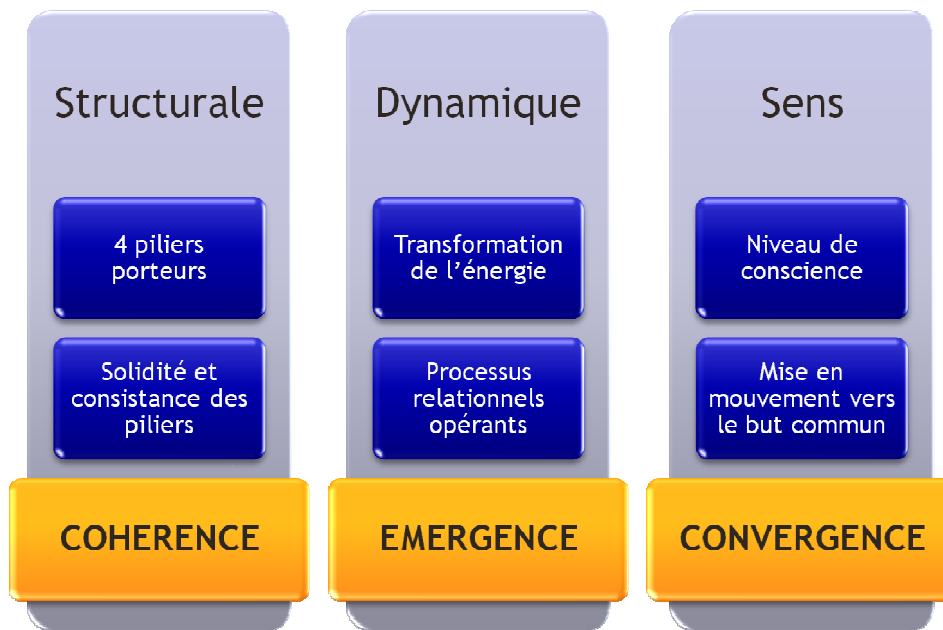 Structurale
4 piliers
porteurs
Solidité et
consistance des
piliers
COHERENCE
Dynamique
Transformation
de l’énergie
Processus
relationnels
opérants
EMERGENCE
Sens
Niveau de
conscience
Mise en
mouvement vers
le but commun
CONVERGENCE